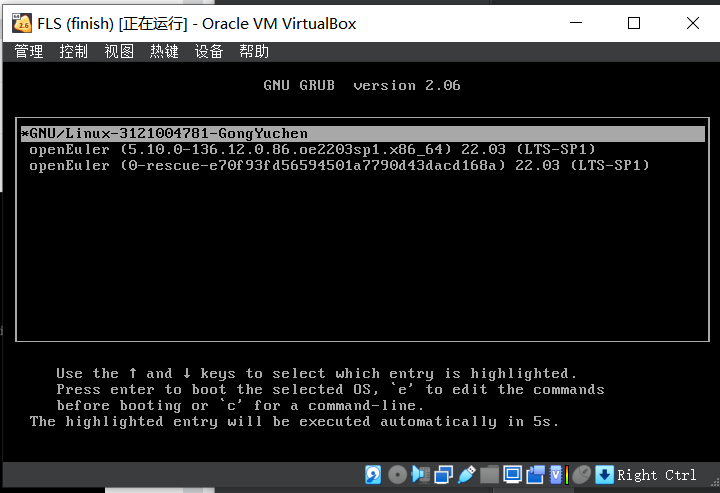 FLS (finish) [正在运行] - Oracle VM VirtualBox
管理 控制 视图 热键 设备 帮助
GNU GRUB version 2.06
*GNU/Linux-3121004781-GongYuchen
openEuler (5.10.0-136.12.0.86.oe2203sp1.x86_64) 22.03 (LTS-SP1)
openEuler (0-rescue-e70f93fd56594501a7790d43dacd168a) 22.03 (LTS-SP1)
Use the ↑ and ↓ keys to select which entry is highlighted.
Press enter to boot the selected OS, `e' to edit the commands
before booting or `c' for a command-line.
The highlighted entry will be executed automatically in 5s.
Right Ctrl